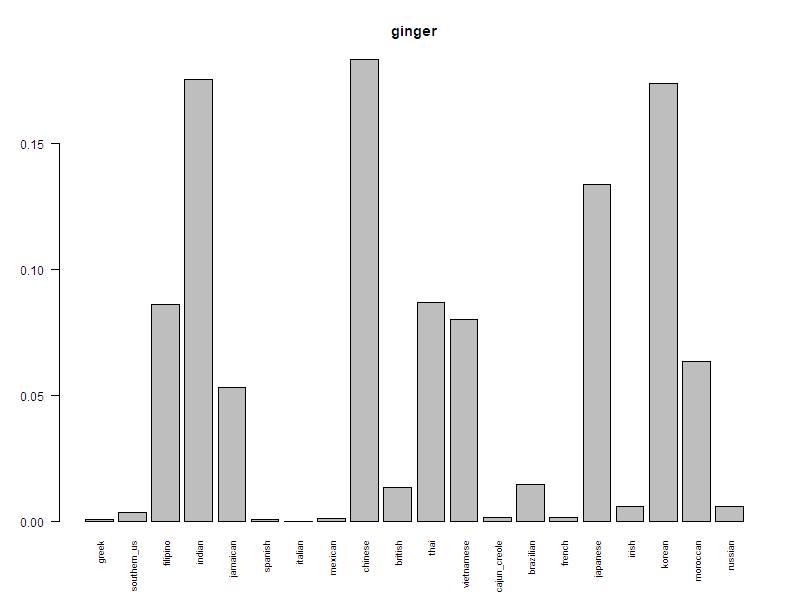 ginger
0.15
0.10
0.05
0.00
greek
southern_us
filipino
indian
jamaican
spanish
italian
mexican
chinese
british
thai
vietnamese
cajun_creole
brazilian
french
japanese
irish
korean
moroccan
russian